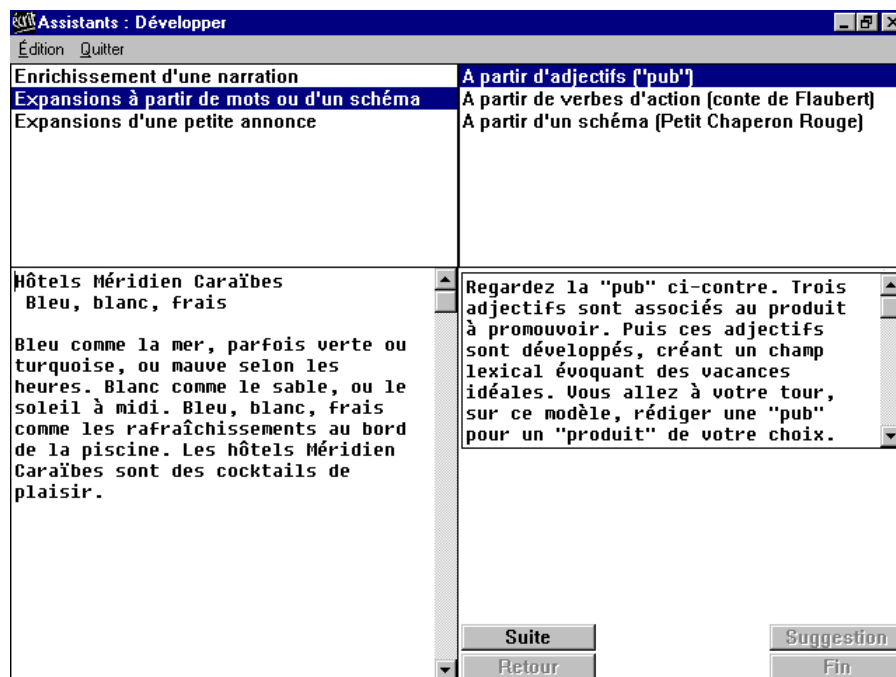 écrit Assistants : Développer
Édition Quitter
Enrichissement d'une narration
Expansions à partir de mots ou d'un schéma
Expansions d'une petite annonce
A partir d'adjectifs ("pub")
A partir de verbes d'action (conte de Flaubert)
A partir d'un schéma (Petit Chaperon Rouge)
Hôtels Méridien Caraïbes
Bleu, blanc, frais
Bleu comme la mer, parfois verte ou
turquoise, ou mauve selon les
heures. Blanc comme le sable, ou le
soleil à midi. Bleu, blanc, frais
comme les rafraîchissements au bord
de la piscine. Les hôtels Méridien
Caraïbes sont des cocktails de
plaisir.
Regardez la "pub" ci-contre. Trois
adjectifs sont associés au produit
à promouvoir. Puis ces adjectifs
sont développés, créant un champ
lexical évoquant des vacances
idéales. Vous allez à votre tour,
sur ce modèle, rédiger une "pub"
pour un "produit" de votre choix.
Suite
Suggestion
Retour
Fin